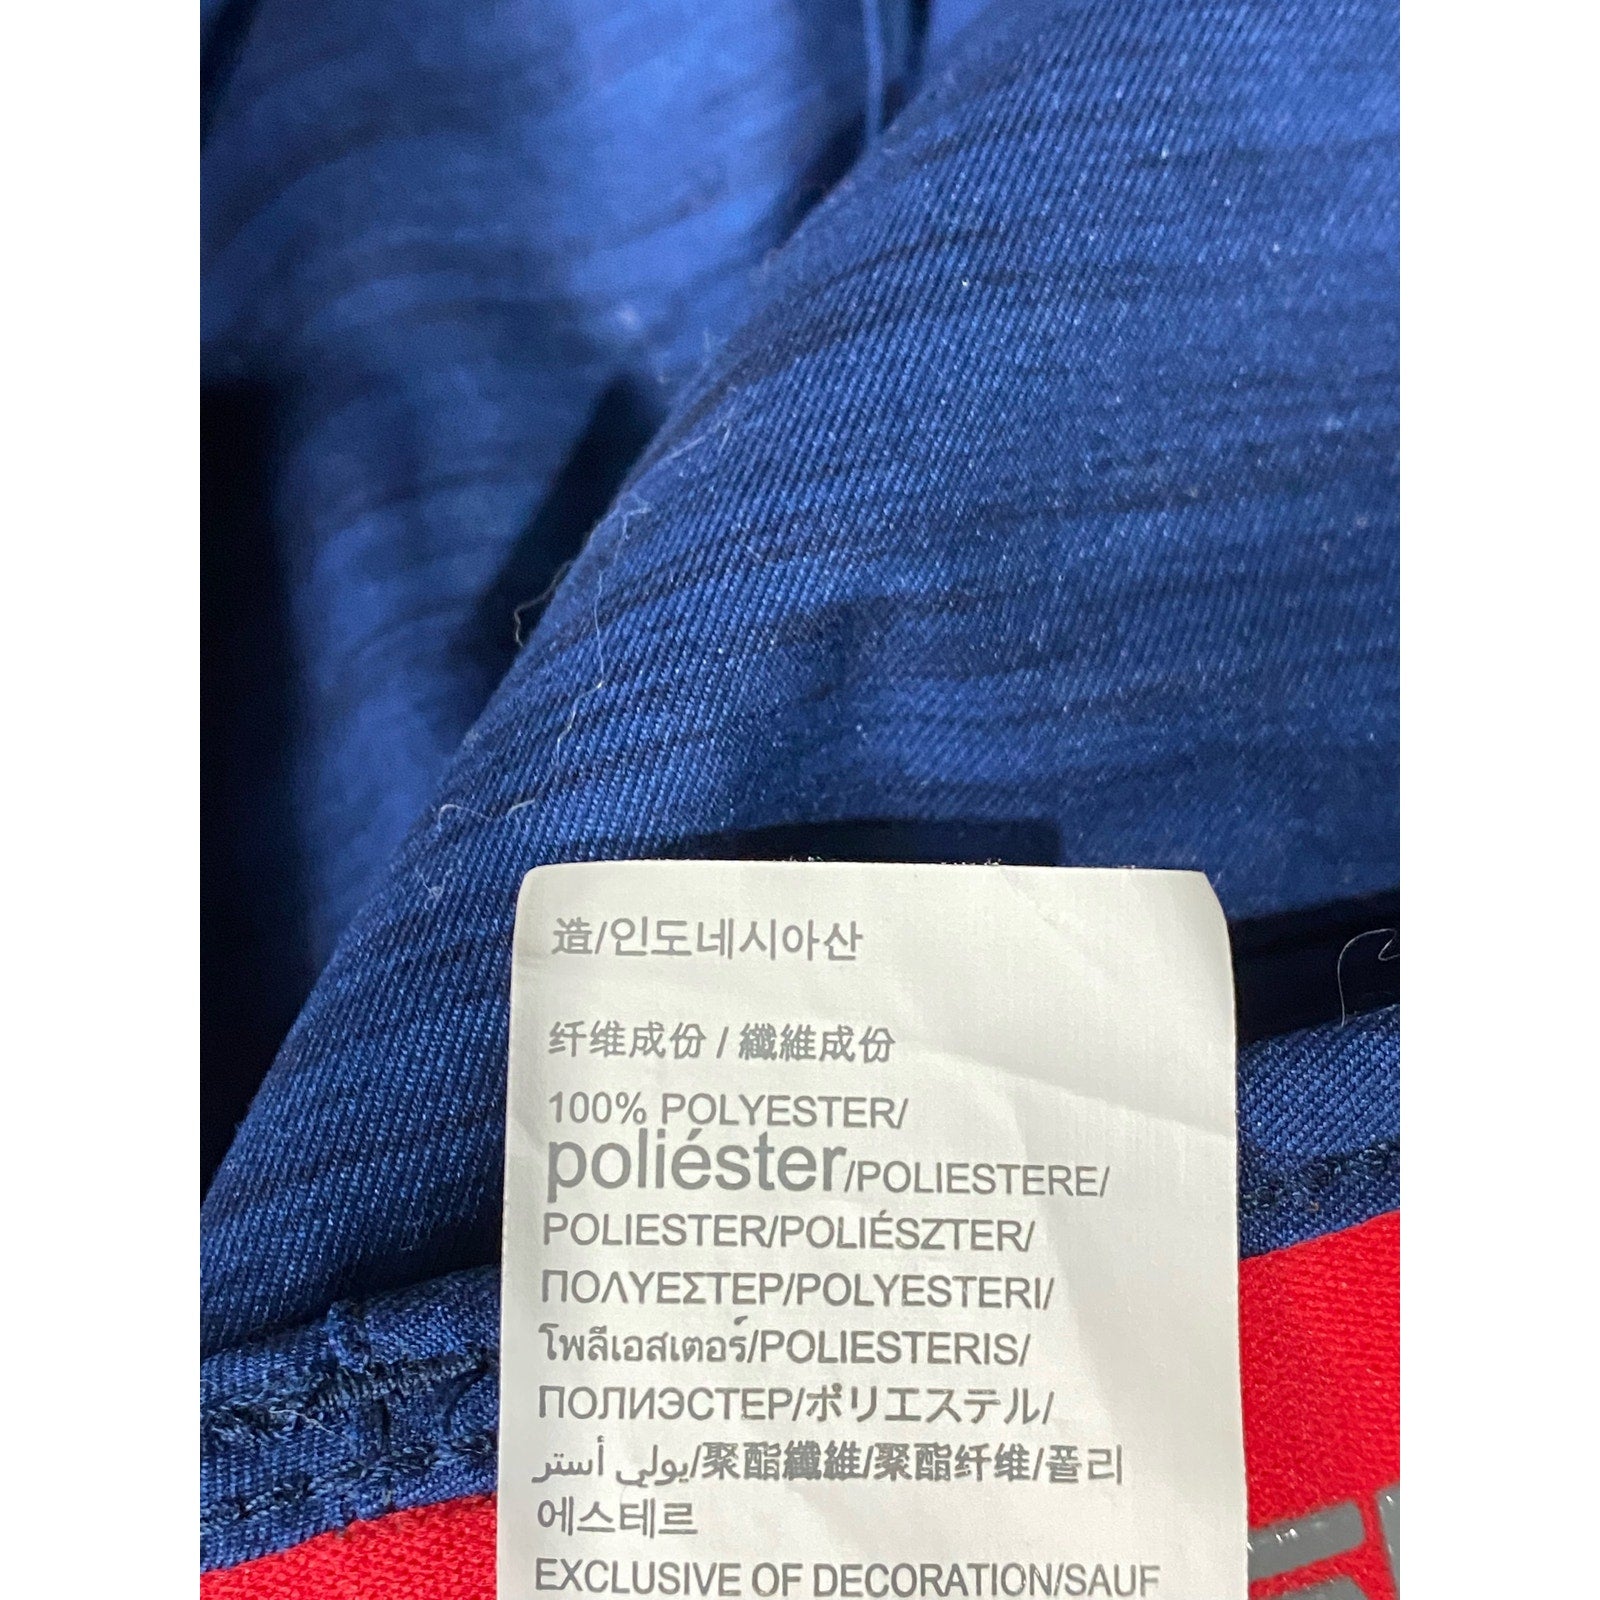 造/인도네시아산
纤维成份 / 纖維成份
100% POLYESTER/
poliéster/POLIESTERE/
POLIESTER/POLIÉSZTER/
ΠΟΛΥΕΣΤΕΡ/POLYESTERI/
โพลีเอสเตอร์/POLIESTERIS/
ПОЛИЭСТЕР/ポリエステル/
يولي أستر/聚酯纖維/聚酯纤维/폴리
에스테르
EXCLUSIVE OF DECORATION/SAUF